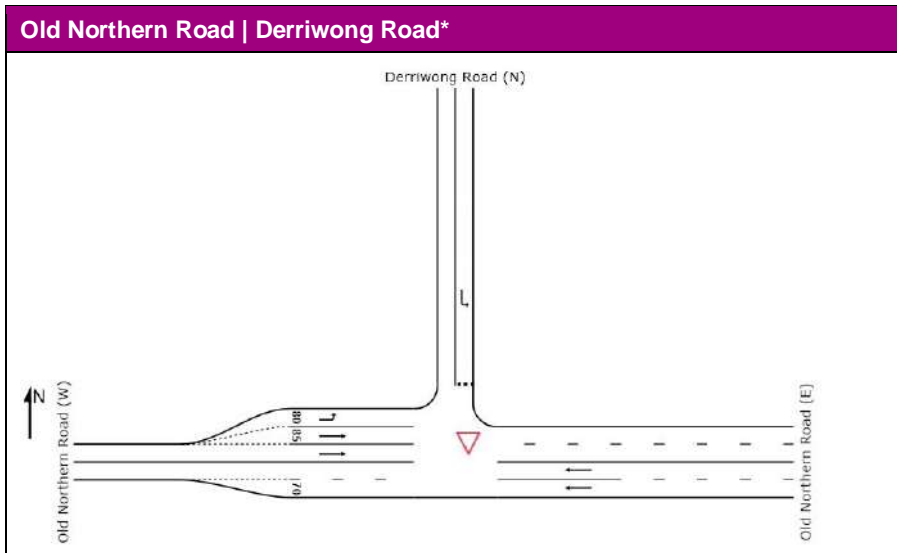 Old Northern Road | Derriwong Road*
Derriwong Road (N)
N
Old Northern Road (W)
80
85
70
Old Northern Road (E)